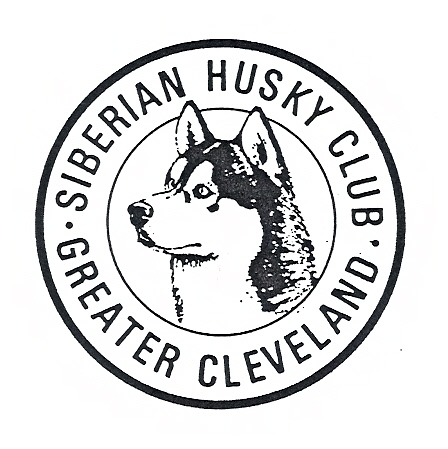 · SIBERIAN HUSKY CLUB ·
GREATER CLEVELAND